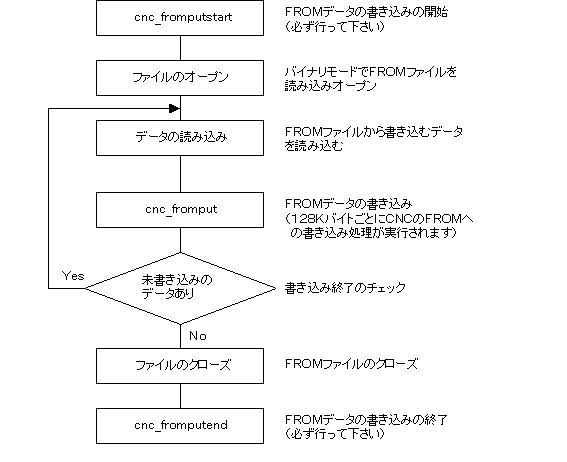 cnc_fromputstart
FROMデータの書き込みの開始
(必ず行って下さい)
ファイルのオープン
バイナリモードでFROMファイルを
読み込みオープン
データの読み込み
FROMファイルから書き込むデータ
を読み込む
cnc_fromput
FROMデータの書き込み
(128KバイトごとにCNCのFROMへ
の書き込み処理が実行されます)
Yes
未書き込みの
データあり
書き込み終了のチェック
No
ファイルのクローズ
FROMファイルのクローズ
cnc_fromputend
FROMデータの書き込みの終了
(必ず行って下さい)